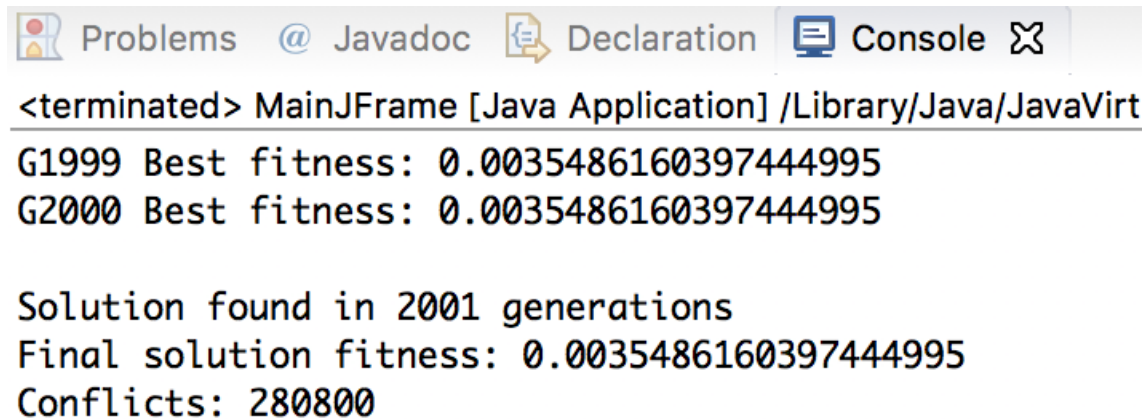 Problems @ Javadoc Declaration Console
<terminated> MainJFrame [Java Application] /Library/Java/JavaVirt
G1999 Best fitness: 0.0035486160397444995
G2000 Best fitness: 0.0035486160397444995
Solution found in 2001 generations
Final solution fitness: 0.0035486160397444995
Conflicts: 280800